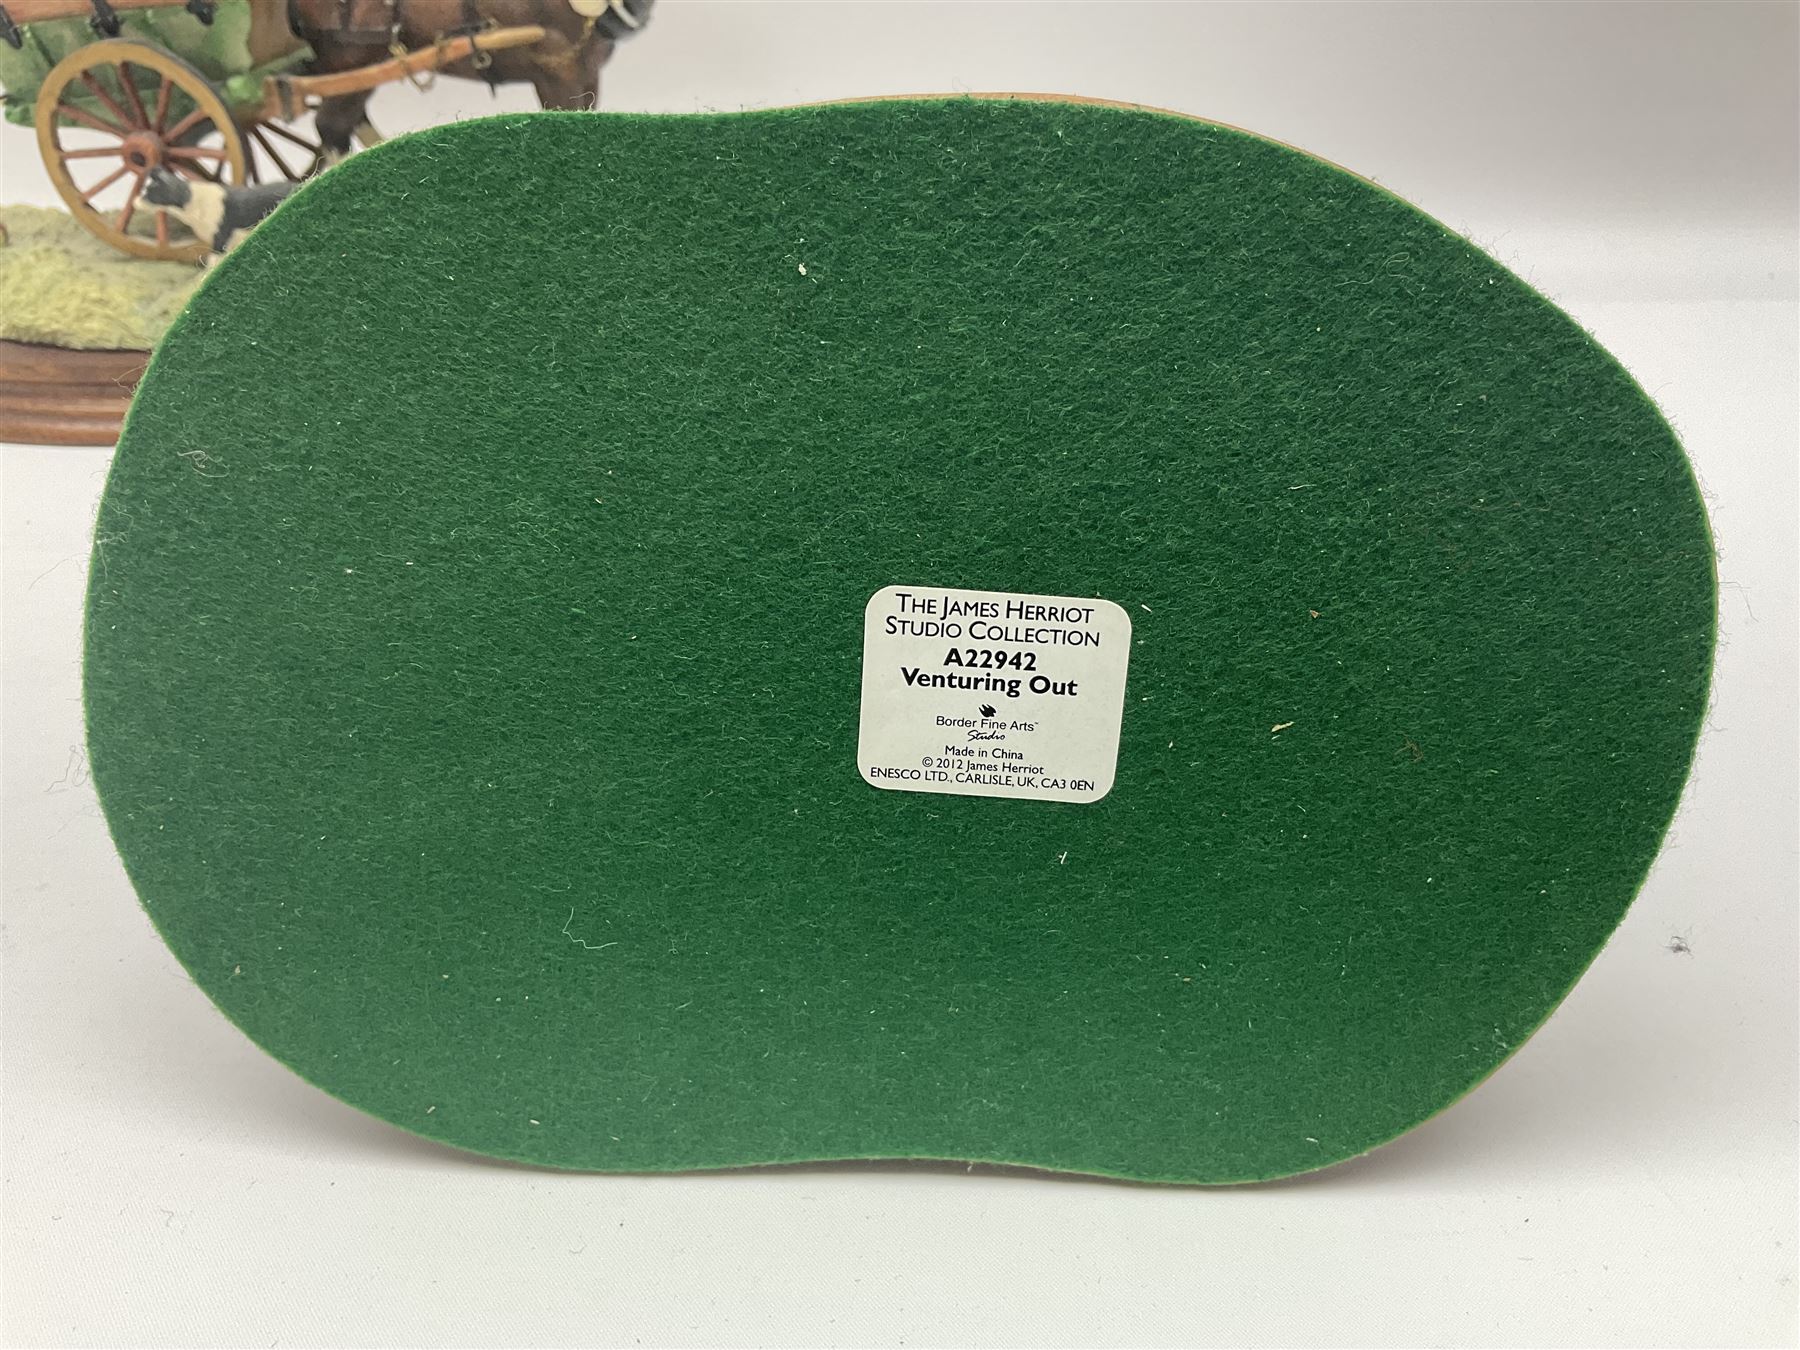 THE JAMES HERRIOT
STUDIO COLLECTION
A22942
Venturing Out
Border Fine Arts™
Studio
Made in China
© 2012 James Herriot
ENESCO LTD., CARLISLE, UK, CA3 0EN